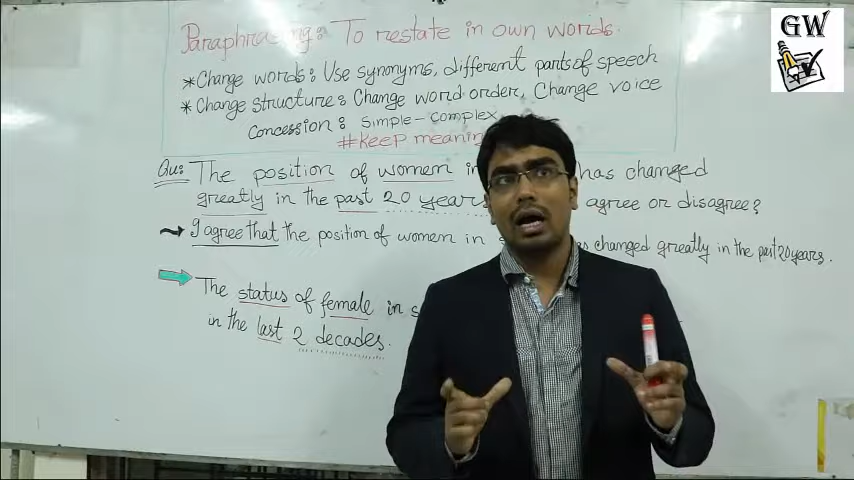 GW
Paraphrasing: To restate in own words.
* Change words: Use synonyms, different parts of speech
* Change structure: Change word order, Change voice
Concession: simple - complex
#Keep meaning
Qu: The position of women in has changed
greatly in the past 20 years agree or disagree?
I agree that the position of women in changed greatly in the past 20 years.
The status of female in
in the last 2 decades.